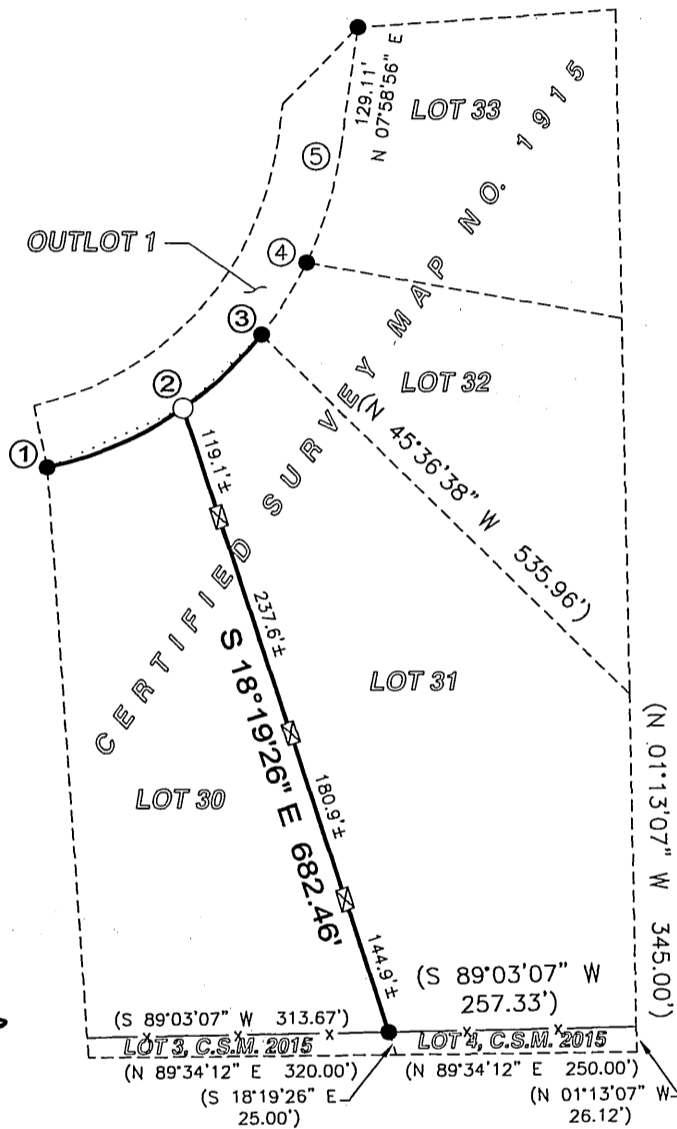 129.11'
N 07°58'56" E
LOT 33
⑤
CERTIFIED SURVEY MAP NO. 1915
OUTLOT 1
④
③
LOT 32
②
(N 45°36'38" W 535.96')
①
119.1'±
237.6'±
S 18°19'26" E 682.46'
LOT 31
LOT 30
180.9'±
(N 01°13'07" W 345.00')
144.9'±
(S 89°03'07" W
257.33')
(S 89°03'07" W 313.67')
LOT 3, C.S.M. 2015
LOT 4, C.S.M. 2015
(N 89°34'12" E 320.00')
(N 89°34'12" E 250.00')
(S 18°19'26" E
25.00')
(N 01°13'07" W
26.12')